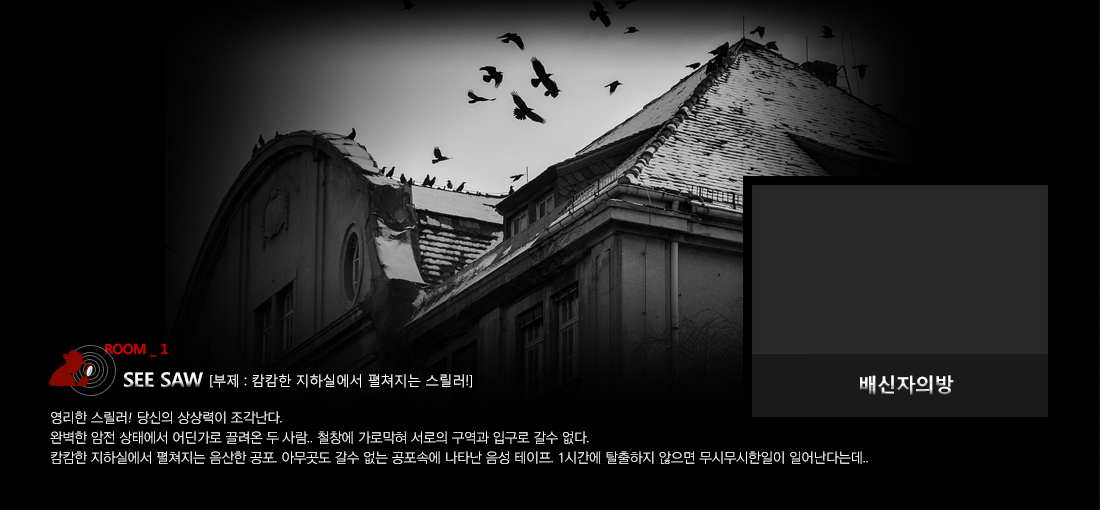 ROOM _ 1
SEE SAW [부제 : 캄캄한 지하실에서 펼쳐지는 스릴러!]
영리한 스릴러! 당신의 상상력이 조각난다.
완벽한 암전 상태에서 어딘가로 끌려온 두 사람.. 철창에 가로막혀 서로의 구역과 입구로 갈수 없다.
캄캄한 지하실에서 펼쳐지는 음산한 공포. 아무곳도 갈수 없는 공포속에 나타난 음성 테이프. 1시간에 탈출하지 않으면 무시무시한일이 일어난다는데..
배신자의방